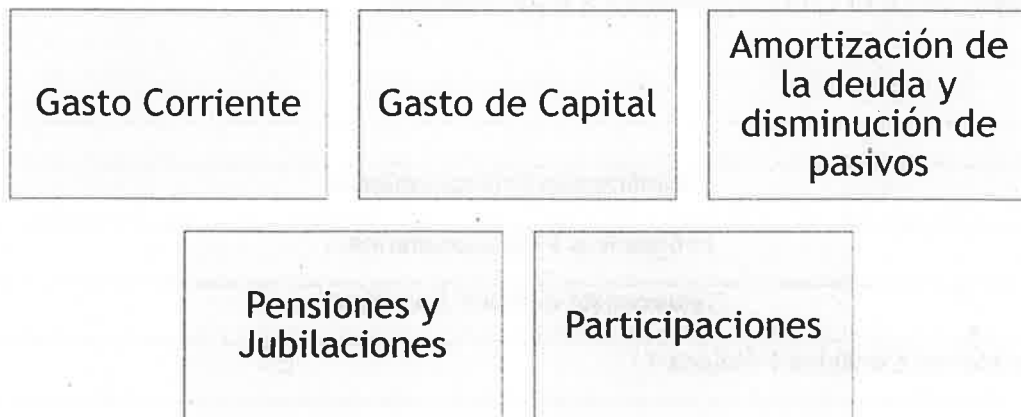 Gasto Corriente
Gasto de Capital
Amortización de
la deuda y
disminución de
pasivos
Pensiones y
Jubilaciones
Participaciones